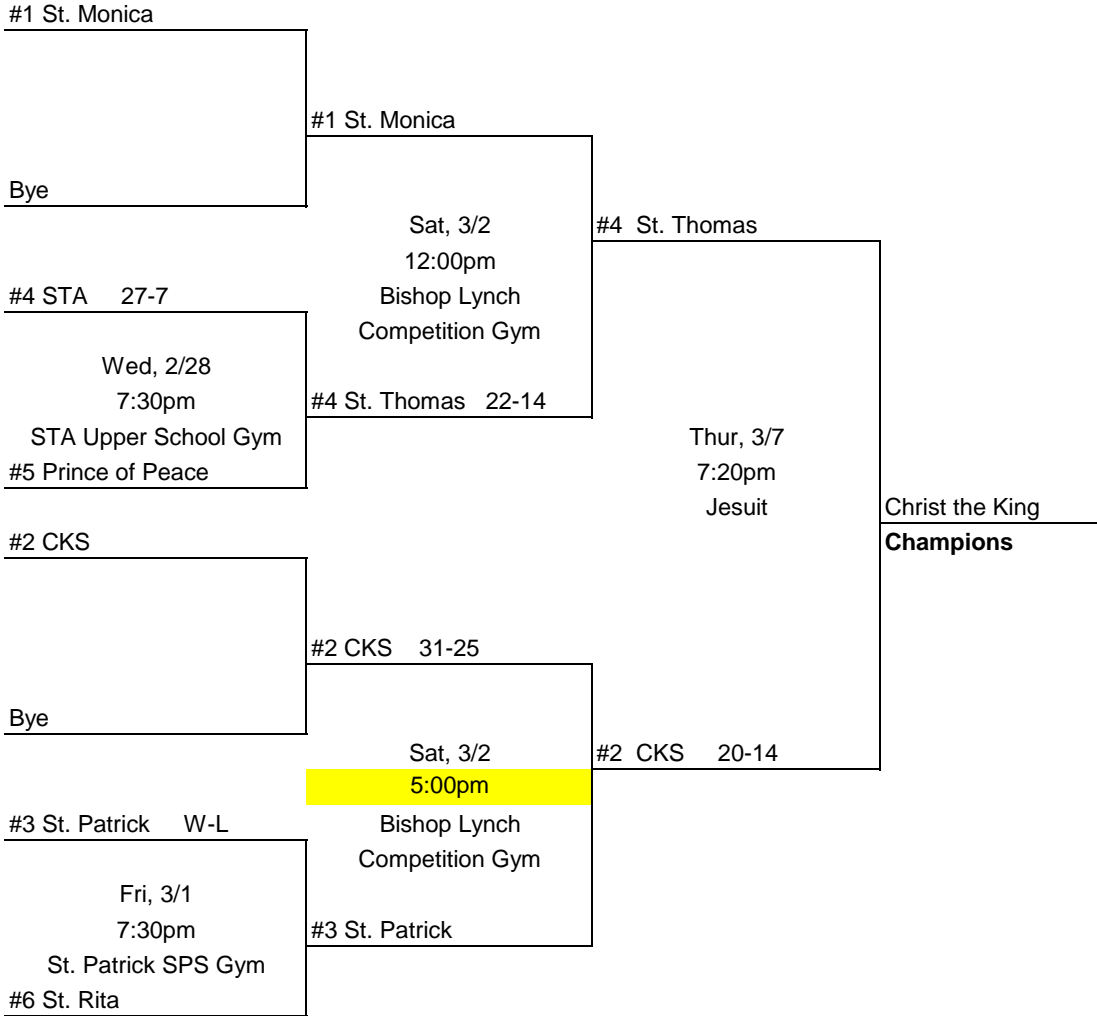 #1 St. Monica
#1 St. Monica
Bye
Sat, 3/2
#4 St. Thomas
12:00pm
#4 STA 27-7
Bishop Lynch
Competition Gym
Wed, 2/28
7:30pm
#4 St. Thomas 22-14
STA Upper School Gym
Thur, 3/7
#5 Prince of Peace
7:20pm
Jesuit
Christ the King
#2 CKS
Champions
#2 CKS 31-25
Bye
Sat, 3/2
#2 CKS 20-14
5:00pm
#3 St. Patrick W-L
Bishop Lynch
Competition Gym
Fri, 3/1
7:30pm
#3 St. Patrick
St. Patrick SPS Gym
#6 St. Rita